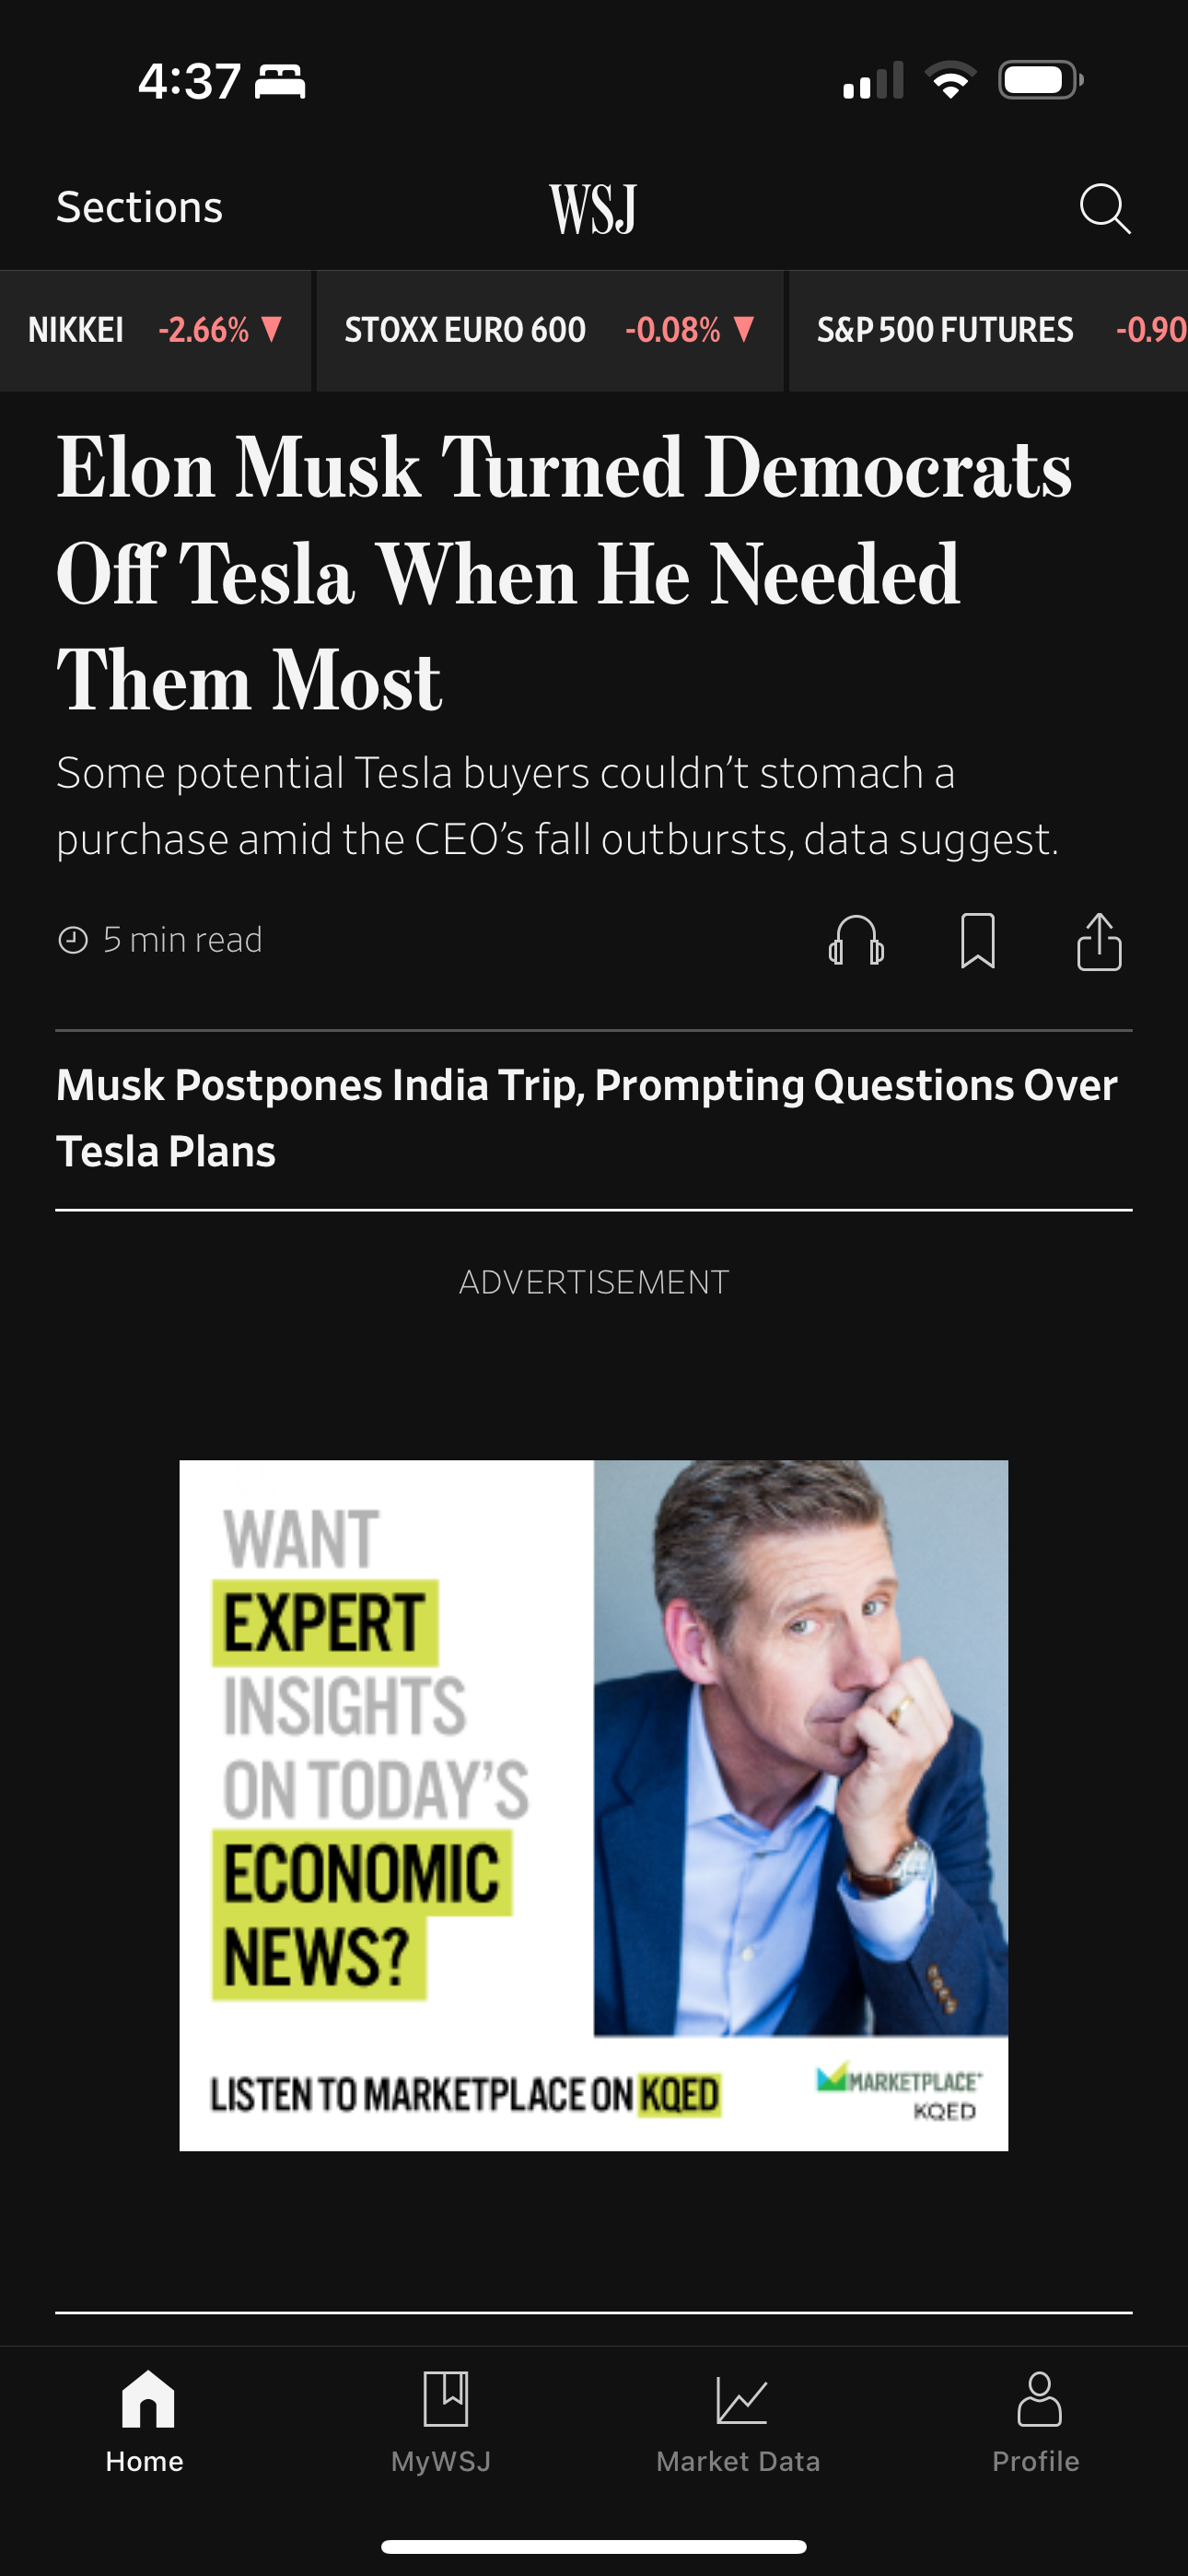 4:37
Sections
WSJ
NIKKEI -2.66% ▼ STOXX EURO 600 -0.08% ▼ S&P 500 FUTURES -0.90
Elon Musk Turned Democrats
Off Tesla When He Needed
Them Most
Some potential Tesla buyers couldn’t stomach a
purchase amid the CEO’s fall outbursts, data suggest.
5 min read
Musk Postpones India Trip, Prompting Questions Over
Tesla Plans
ADVERTISEMENT
WANT
EXPERT
INSIGHTS
ON TODAY’S
ECONOMIC
NEWS?
LISTEN TO MARKETPLACE ON KQED
MARKETPLACE
KQED
Home MyWSJ Market Data Profile